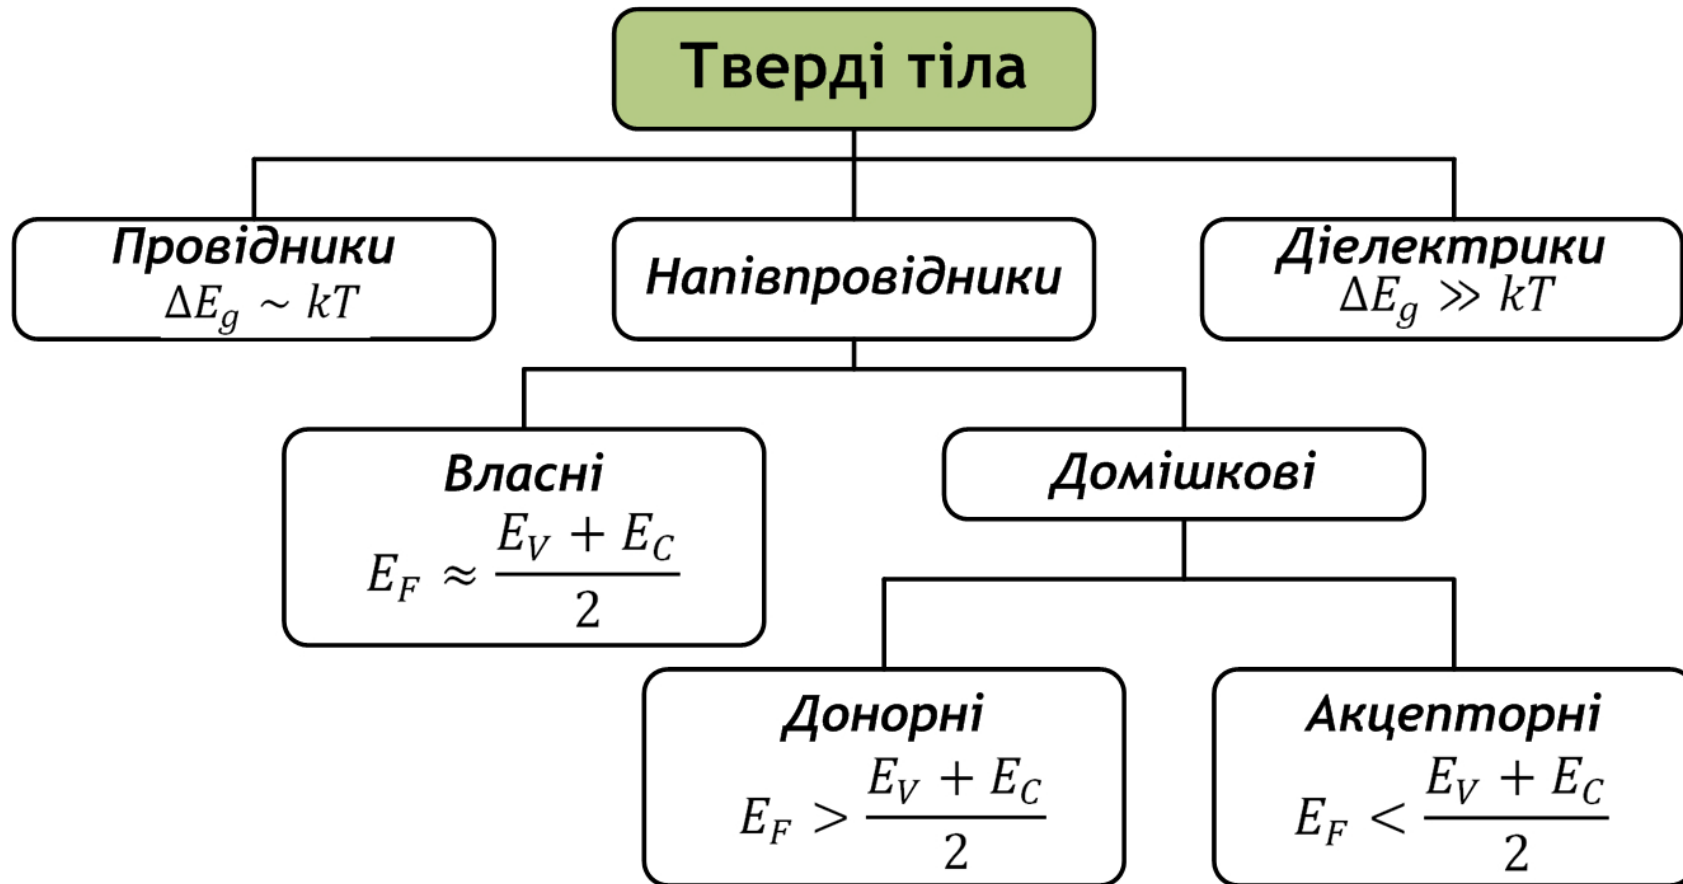 Тверді тіла
Провідники
ΔE_g ~ kT
Напівпровідники
Діелектрики
ΔE_g ≫ kT
Власні
E_F ≈ (E_V + E_C)/2
Домішкові
Донорні
E_F > (E_V + E_C)/2
Акцепторні
E_F < (E_V + E_C)/2